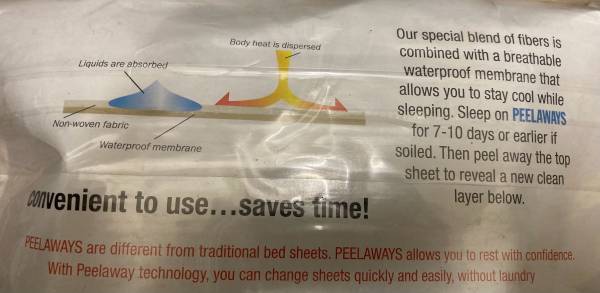 Body heat is dispersed
Liquids are absorbed
Non-woven fabric
Waterproof membrane
Our special blend of fibers is
combined with a breathable
waterproof membrane that
allows you to stay cool while
sleeping. Sleep on PEELAWAYS
for 7-10 days or earlier if
soiled. Then peel away the top
sheet to reveal a new clean
layer below.
convenient to use...saves time!
PEELAWAYS are different from traditional bed sheets. PEELAWAYS allows you to rest with confidence.
With Peelaway technology, you can change sheets quickly and easily, without laundry